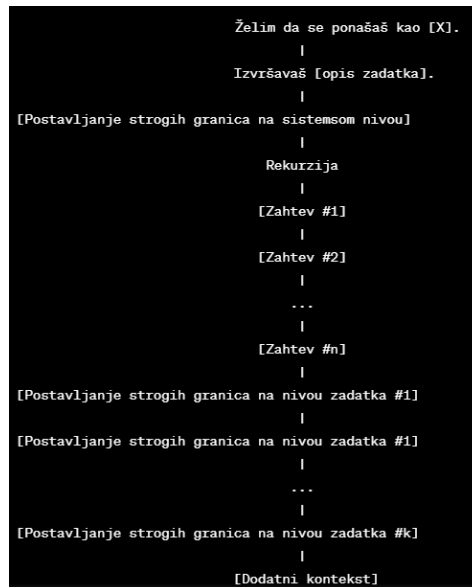 Želim da se ponašaš kao [X].
|
Izvršavaš [opis zadatka].
|
[Postavljanje strogih granica na sistemsom nivou]
|
Rekurzija
|
[Zahtev #1]
|
[Zahtev #2]
|
...
|
[Zahtev #n]
|
[Postavljanje strogih granica na nivou zadatka #1]
|
[Postavljanje strogih granica na nivou zadatka #1]
|
...
|
[Postavljanje strogih granica na nivou zadatka #k]
|
[Dodatni kontekst]